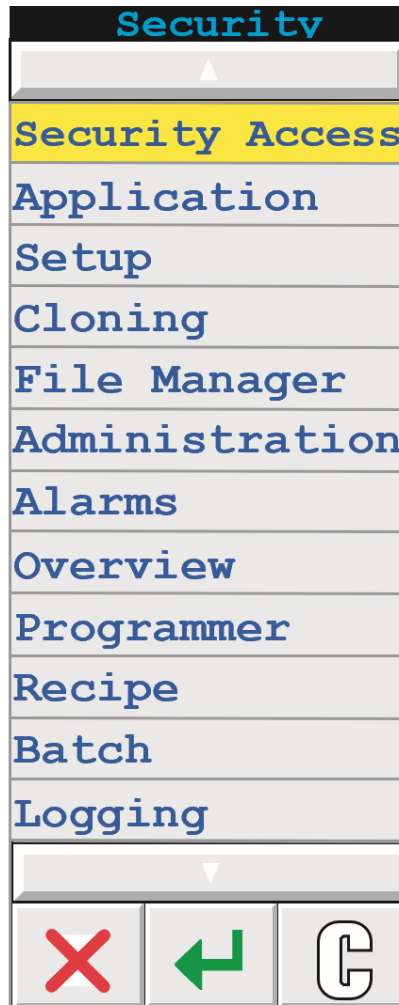 Security
Security Access
Application
Setup
Cloning
File Manager
Administration
Alarms
Overview
Programmer
Recipe
Batch
Logging
C